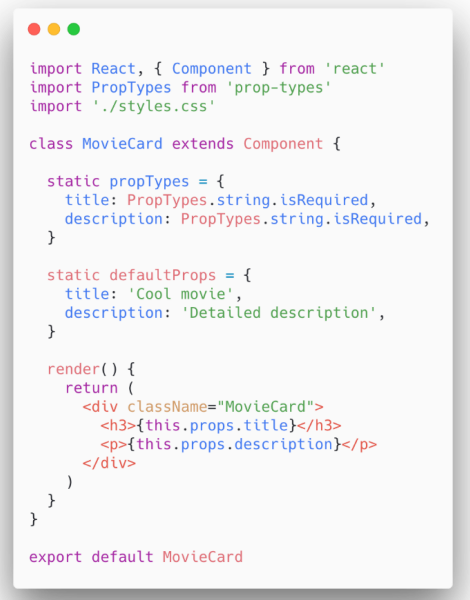 import React, { Component } from 'react'
import PropTypes from 'prop-types'
import './styles.css'

class MovieCard extends Component {

  static propTypes = {
    title: PropTypes.string.isRequired,
    description: PropTypes.string.isRequired,
  }

  static defaultProps = {
    title: 'Cool movie',
    description: 'Detailed description',
  }

  render() {
    return (
      <div className="MovieCard">
        <h3>{this.props.title}</h3>
        <p>{this.props.description}</p>
      </div>
    )
  }
}

export default MovieCard